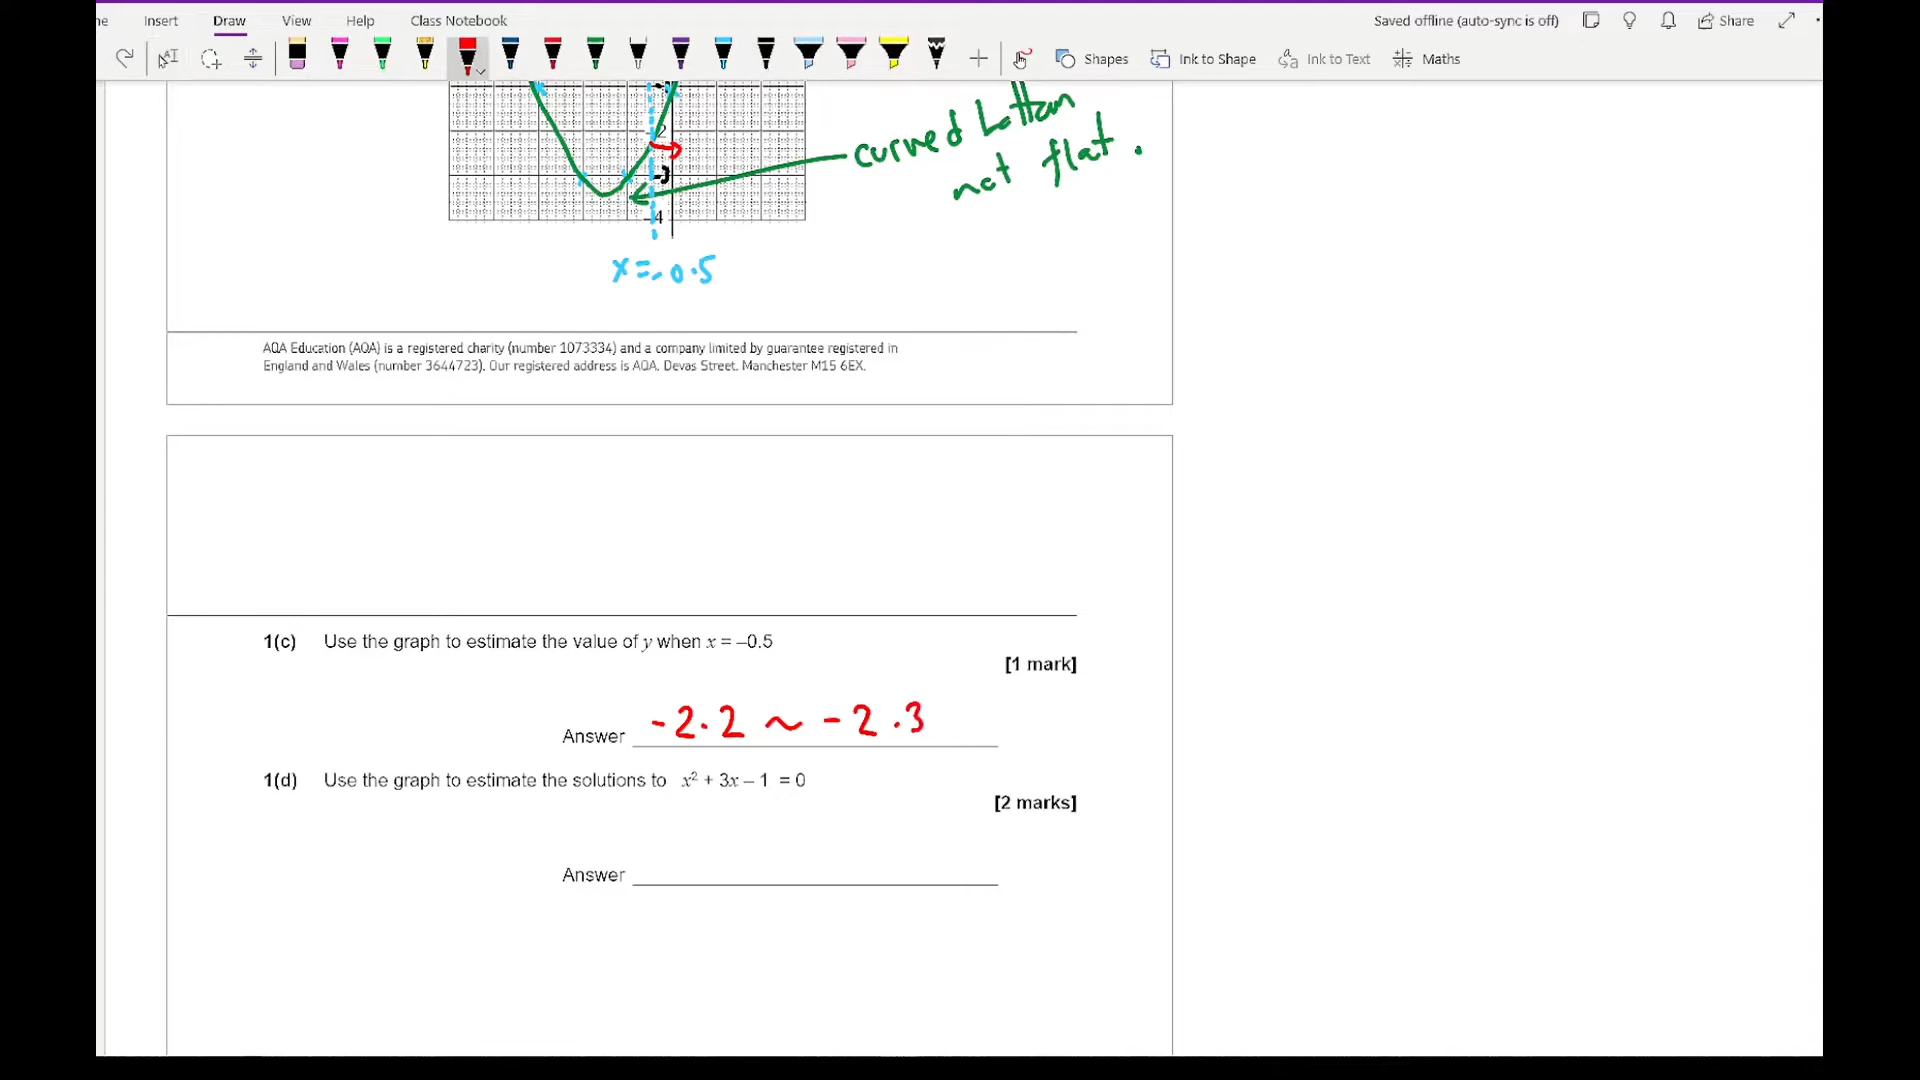 Insert Draw View Help Class Notebook Saved offline (auto-sync is off) Share
Shapes Ink to Shape Ink to Text Maths
curved bottom
not flat.
-3
-4
x=-0.5
AQA Education (AQA) is a registered charity (number 1073334) and a company limited by guarantee registered in
England and Wales (number 3644723). Our registered address is AQA, Devas Street, Manchester M15 6EX.
1(c) Use the graph to estimate the value of y when x = –0.5
[1 mark]
Answer -2.2 ~ -2.3
1(d) Use the graph to estimate the solutions to x² + 3x – 1 = 0
[2 marks]
Answer